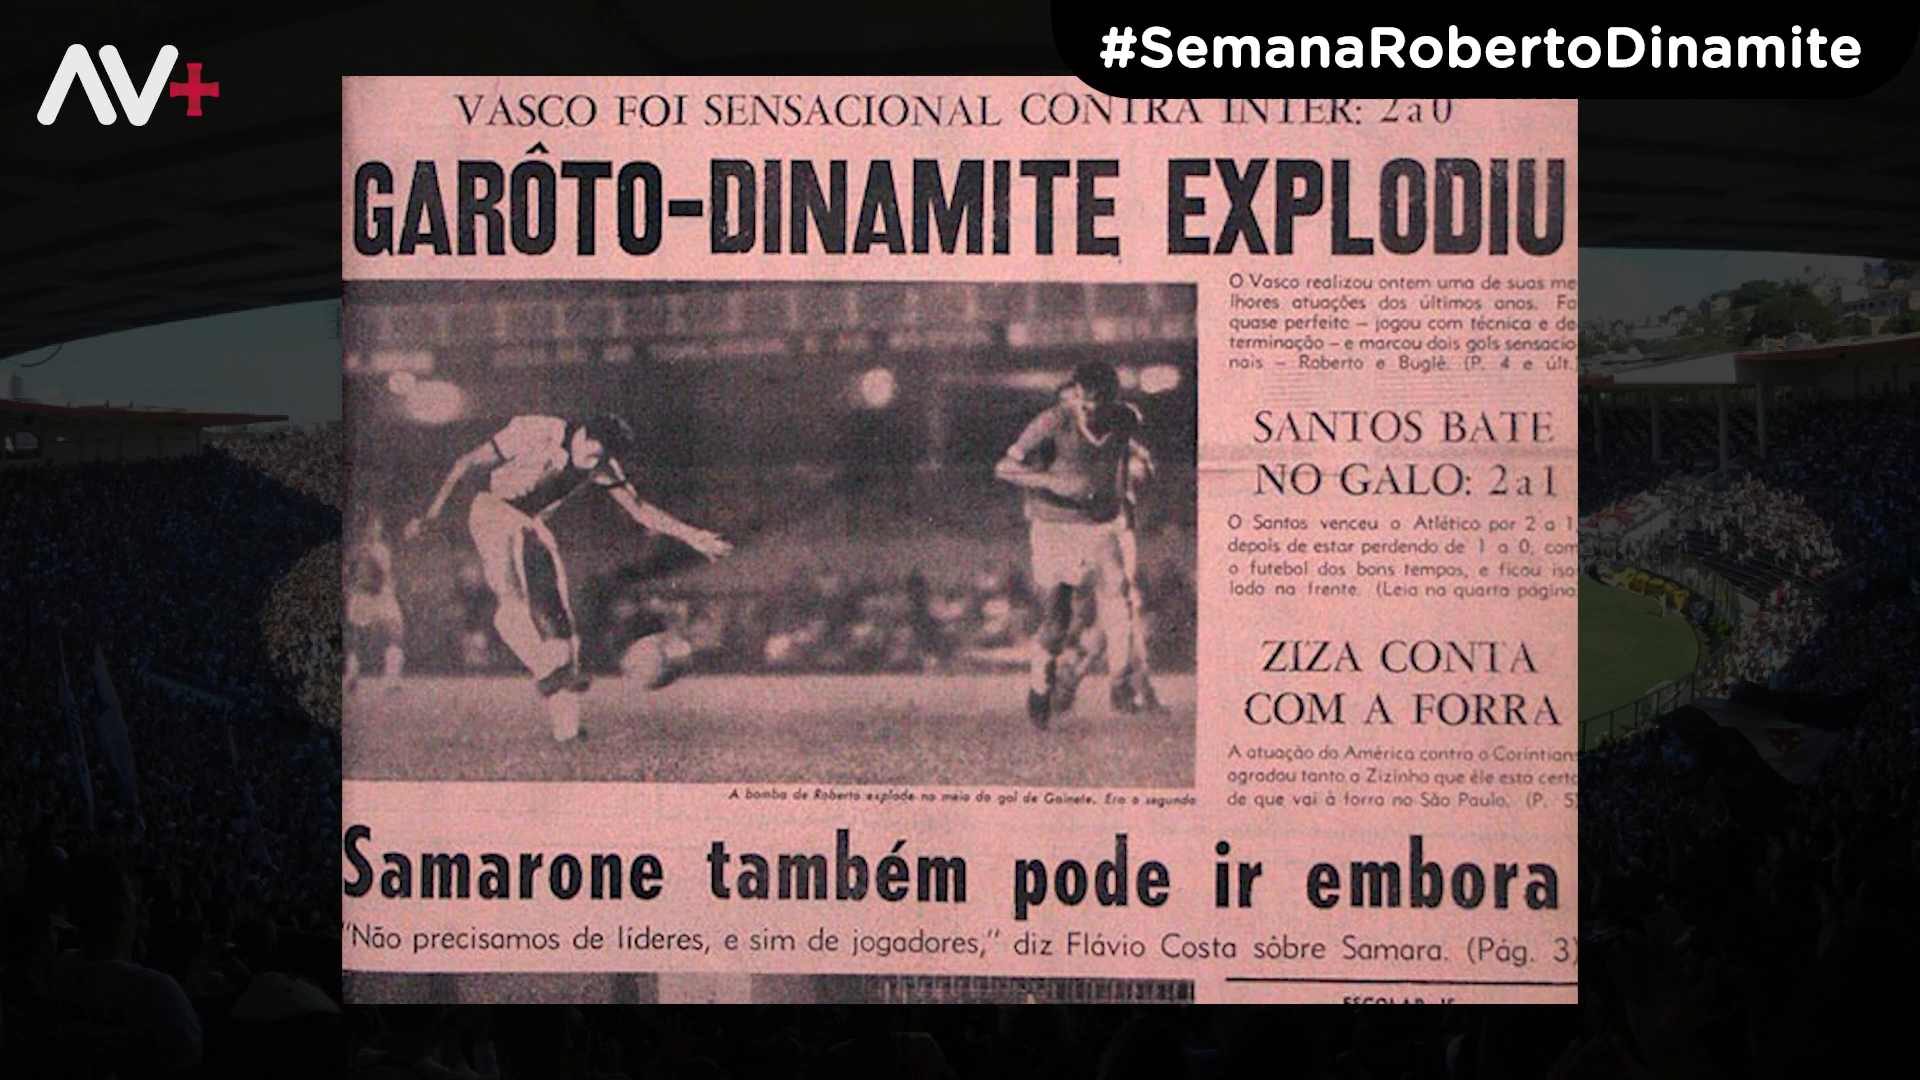 AV+
#SemanaRobertoDinamite
VASCO FOI SENSACIONAL CONTRA INTER: 2 a 0
GARÔTO-DINAMITE EXPLODIU
O Vasco realizou ontem uma de suas me
lhores atuações dos últimos anos. Fo
quase perfeito – jogou com técnica e de
terminação – e marcou dois gols sensacio
nais – Roberto e Buglê. (P. 4 e últ.
SANTOS BATE
NO GALO: 2 a 1
O Santos venceu o Atlético por 2 a 1,
depois de estar perdendo de 1 a 0, com
o futebol dos bons tempos, e ficou iso
lado na frente. (Leia na quarta página
ZIZA CONTA
COM A FORRA
A atuação do América contra o Corintian
agradou tanto a Zizinho que êle está certo
de que vai à forra no São Paulo. (P. 5)
A bomba de Roberto explode no meio do gol de Gainete. Era o segundo
Samarone também pode ir embora
"Não precisamos de líderes, e sim de jogadores," diz Flávio Costa sôbre Samara. (Pág. 3)